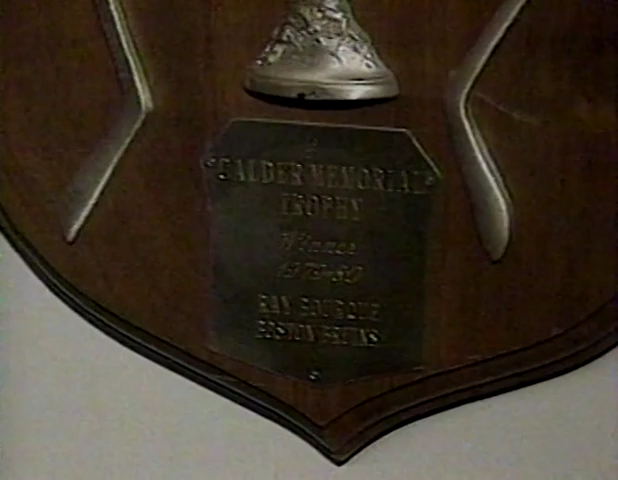 CALDER MEMORIAL
TROPHY
Winner
1979-80
RAY BOURQUE
BOSTON BRUINS